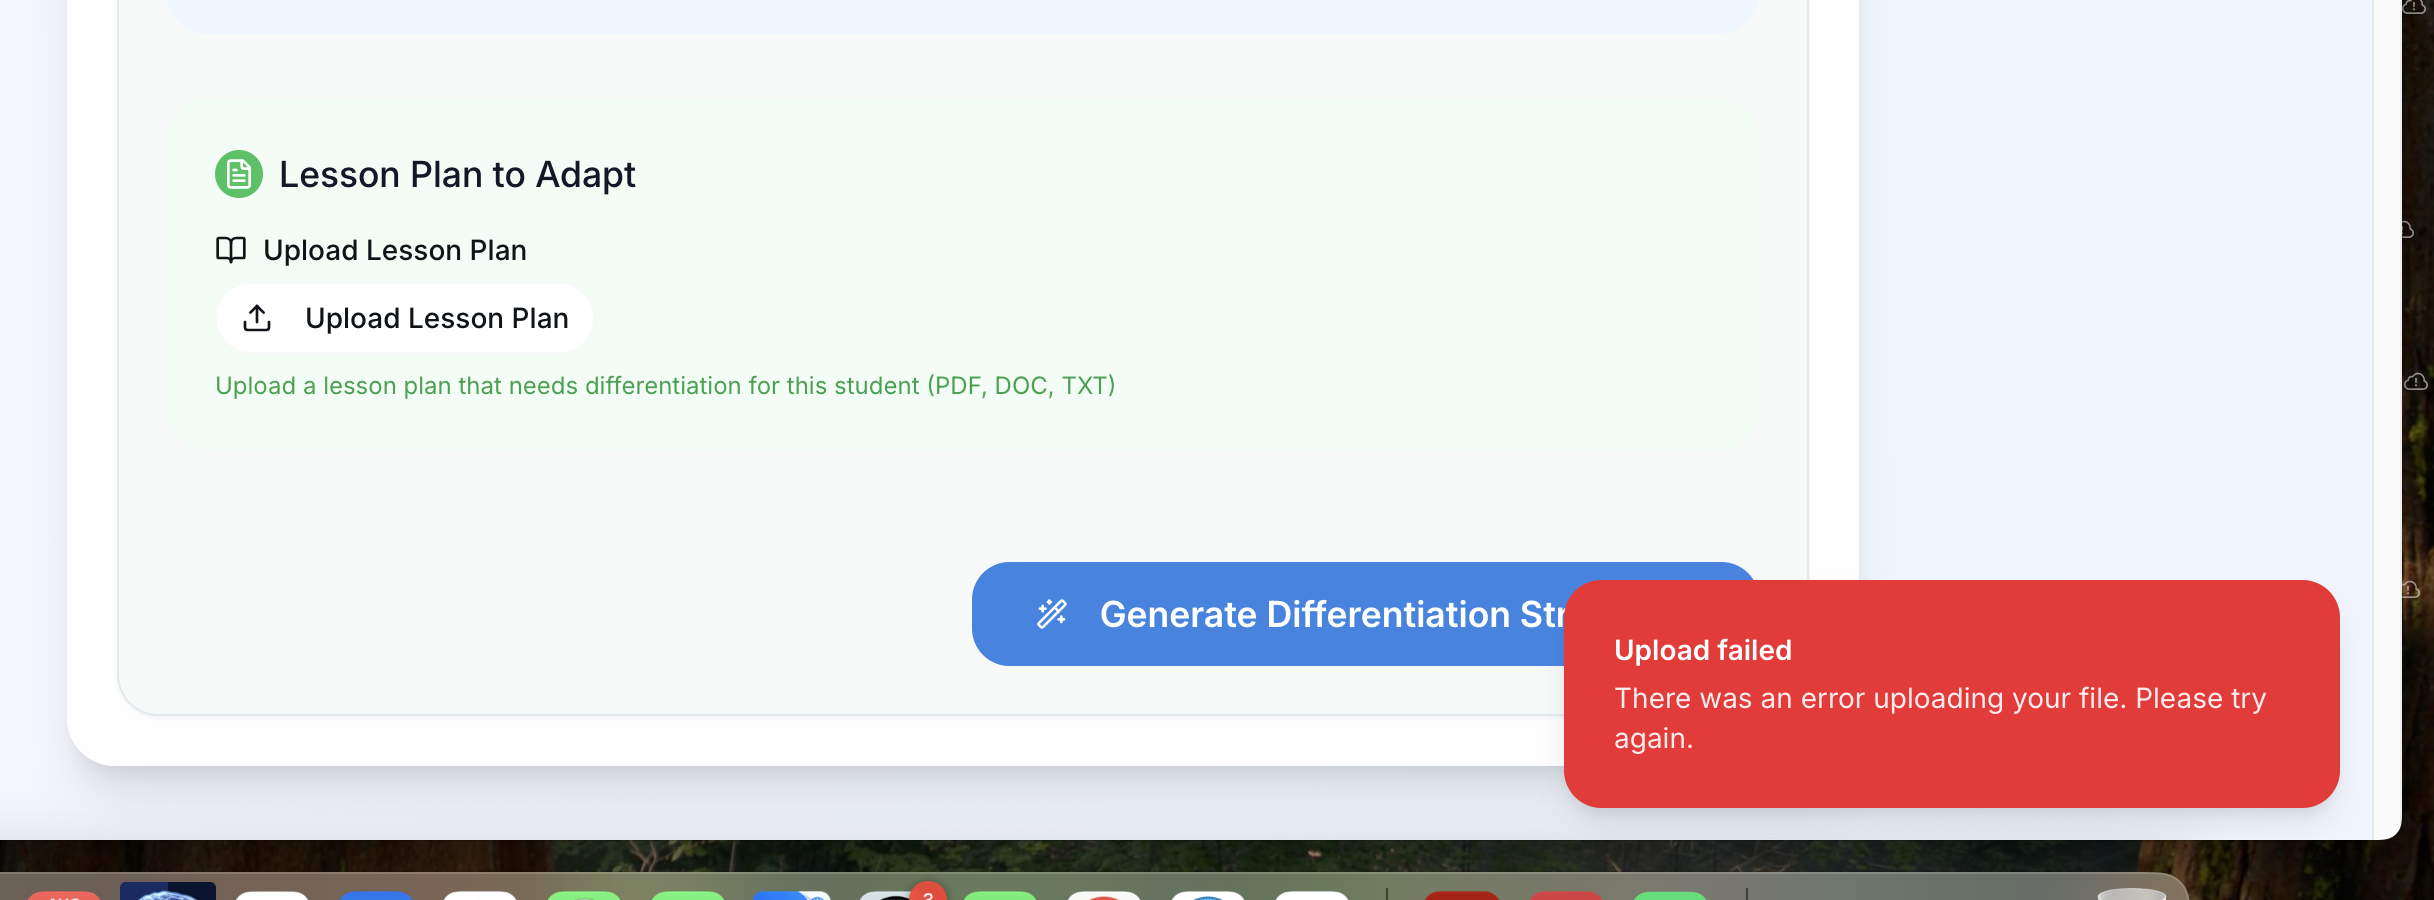 Lesson Plan to Adapt
Upload Lesson Plan
Upload Lesson Plan
Upload a lesson plan that needs differentiation for this student (PDF, DOC, TXT)
Generate Differentiation
Upload failed
There was an error uploading your file. Please try
again.